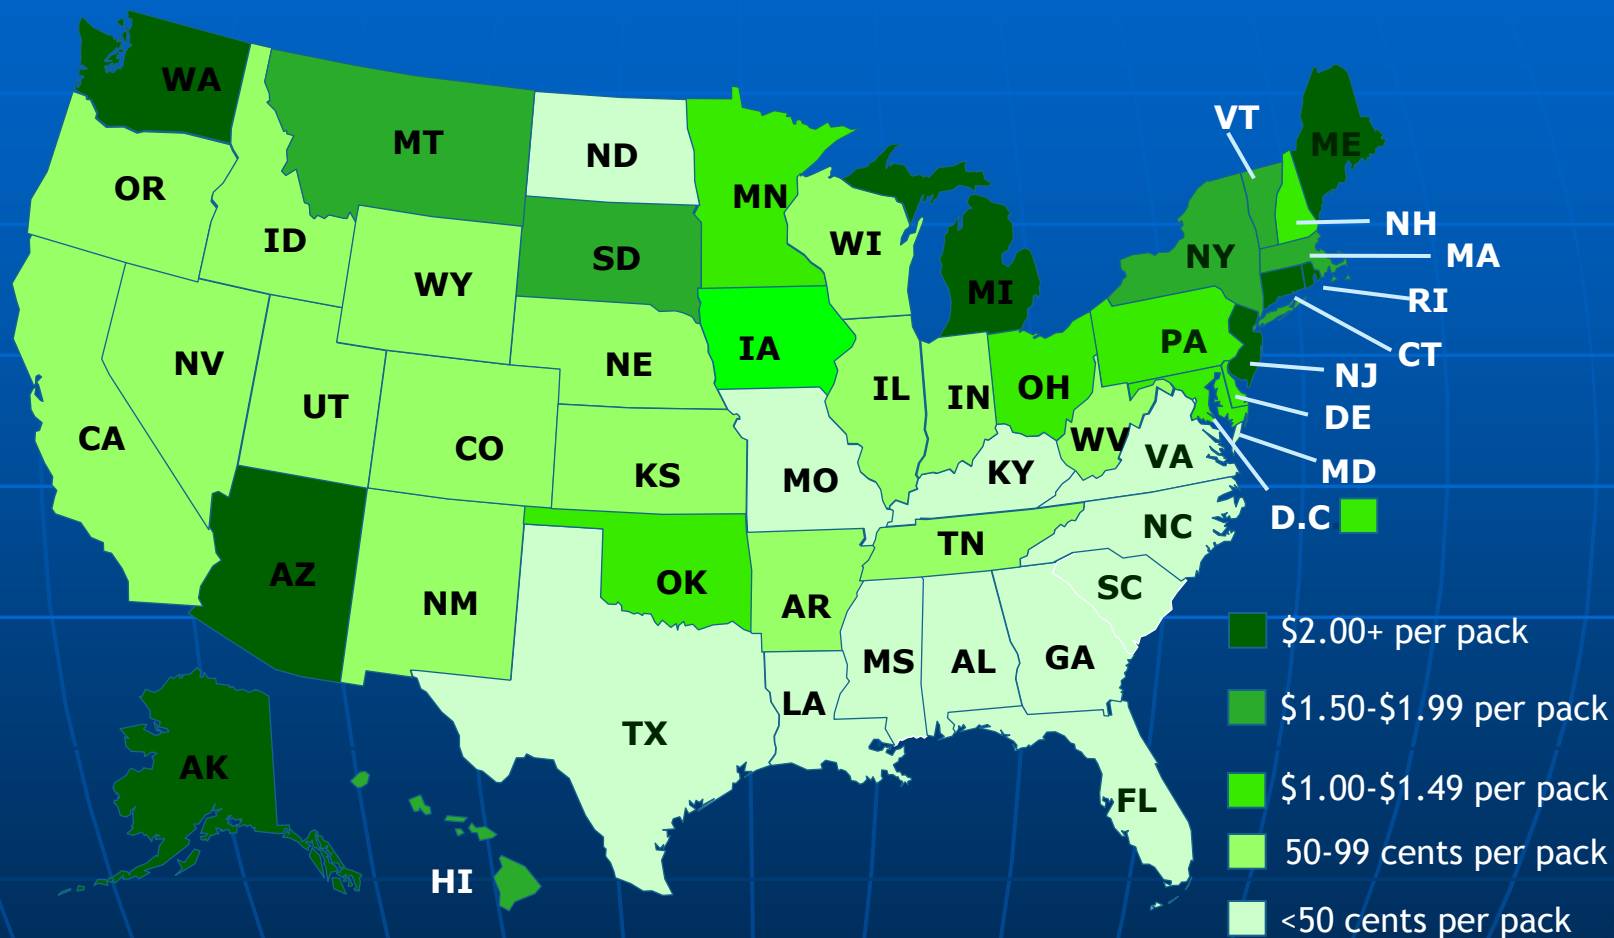 WA
MT
ND
MN
OR
ID
WY
SD
WI
MI
VT
ME
NY
NH
MA
RI
CT
NJ
DE
MD
D.C
NV
UT
CA
CO
NE
KS
IA
IL
IN
OH
PA
WV
VA
KY
MO
NC
TN
SC
AZ
NM
OK
AR
MS
AL
GA
LA
TX
FL
AK
HI
$2.00+ per pack
$1.50-$1.99 per pack
$1.00-$1.49 per pack
50-99 cents per pack
<50 cents per pack